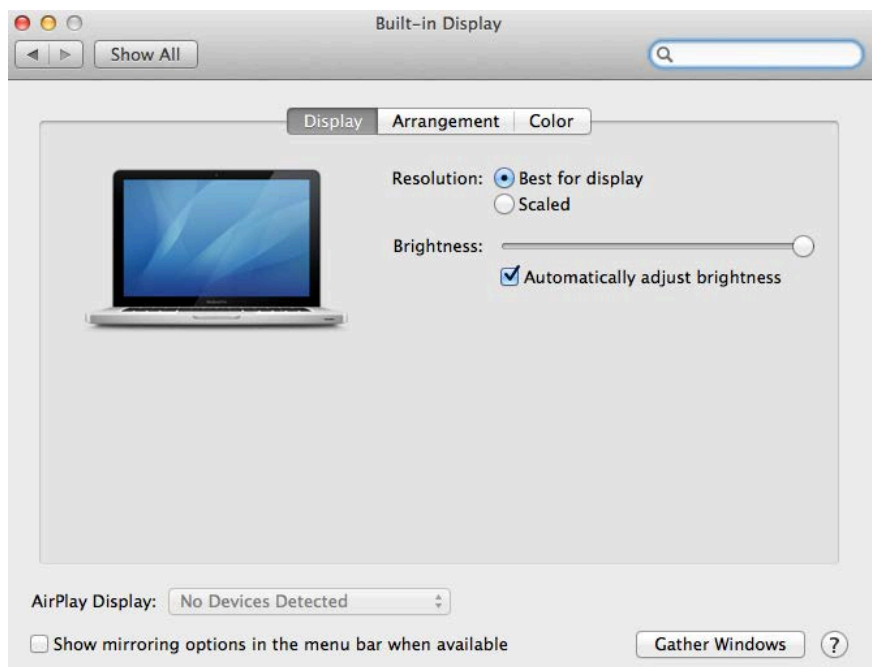 Built-in Display
Show All
Display Arrangement Color
Resolution: Best for display
Scaled
Brightness:
Automatically adjust brightness
AirPlay Display: No Devices Detected
Show mirroring options in the menu bar when available Gather Windows ?